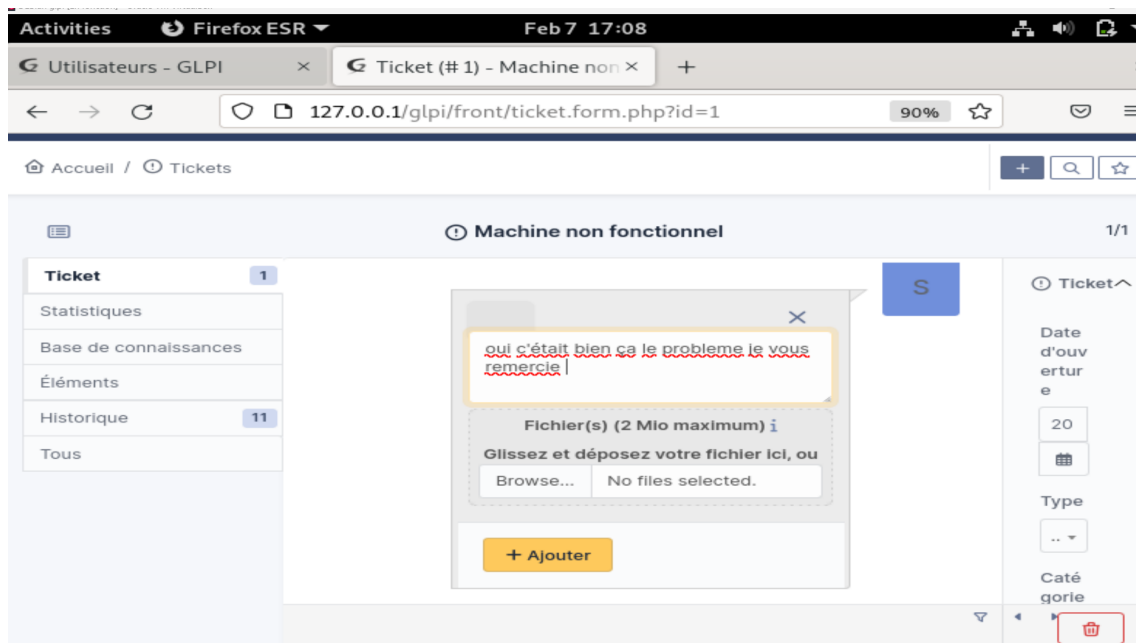 Activities Firefox ESR Feb 7 17:08
Utilisateurs - GLPI × Ticket (# 1) - Machine non × +
127.0.0.1/glpi/front/ticket.form.php?id=1 90%
Accueil / Tickets +
Machine non fonctionnel 1/1
Ticket 1
Statistiques
Base de connaissances
Éléments
Historique 11
Tous
S
oui c'était bien ça le probleme je vous
remercie
Fichier(s) (2 Mio maximum) i
Glissez et déposez votre fichier ici, ou
Browse... No files selected.
+ Ajouter
Ticket
Date
d'ouv
ertur
e
20
Type
..
Caté
gorie